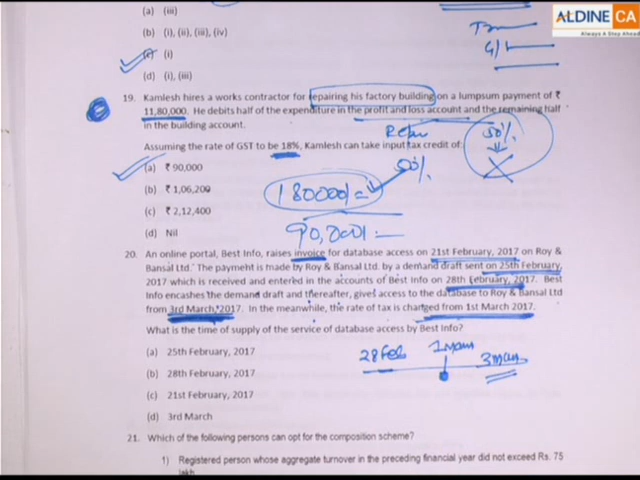 (a) (iii)
ALDINE CA
Always A Step Ahead
(b) (i), (ii), (iii), (iv)
(c) (i)
(d) (i), (iii)
19. Kamlesh hires a works contractor for repairing his factory building on a lumpsum payment of ₹
11,80,000. He debits half of the expenditure in the profit and loss account and the remaining half
in the building account.
50%
Assuming the rate of GST to be 18%, Kamlesh can take input tax credit of:
(a) ₹ 90,000
50%
(b) ₹ 1,06,200
180000/=
(c) ₹ 2,12,400
90,000/=
(d) Nil
20. An online portal, Best Info, raises invoice for database access on 21st February, 2017 on Roy &
Bansal Ltd. The payment is made by Roy & Bansal Ltd. by a demand draft sent on 25th February,
2017 which is received and entered in the accounts of Best Info on 28th February, 2017. Best
Info encashes the demand draft and thereafter, gives access to the database to Roy & Bansal Ltd
from 3rd March, 2017. In the meanwhile, the rate of tax is charged from 1st March 2017.
What is the time of supply of the service of database access by Best Info?
(a) 25th February, 2017
28 Feb 1 Mar 3 Mar
(b) 28th February, 2017
(c) 21st February, 2017
(d) 3rd March
21. Which of the following persons can opt for the composition scheme?
1) Registered person whose aggregate turnover in the preceding financial year did not exceed Rs. 75
lakh